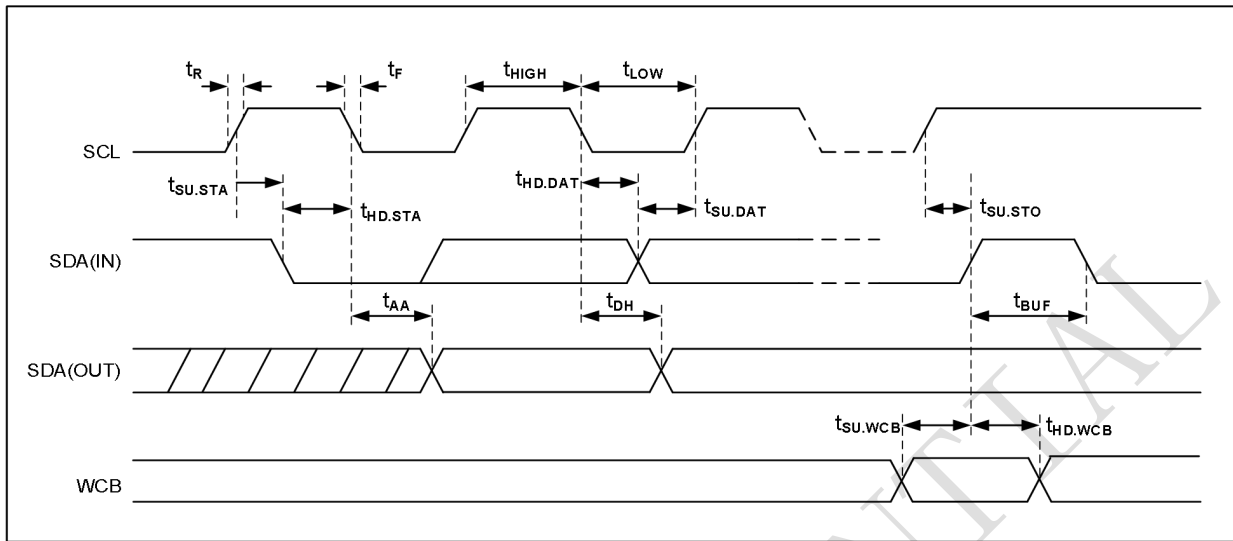 tR tF tHIGH tLOW
SCL
tSU.STA tHD.STA tHD.DAT tSU.DAT tSU.STO
SDA(IN)
tAA tDH tBUF
SDA(OUT)
tSU.WCB tHD.WCB
WCB
NTIAL